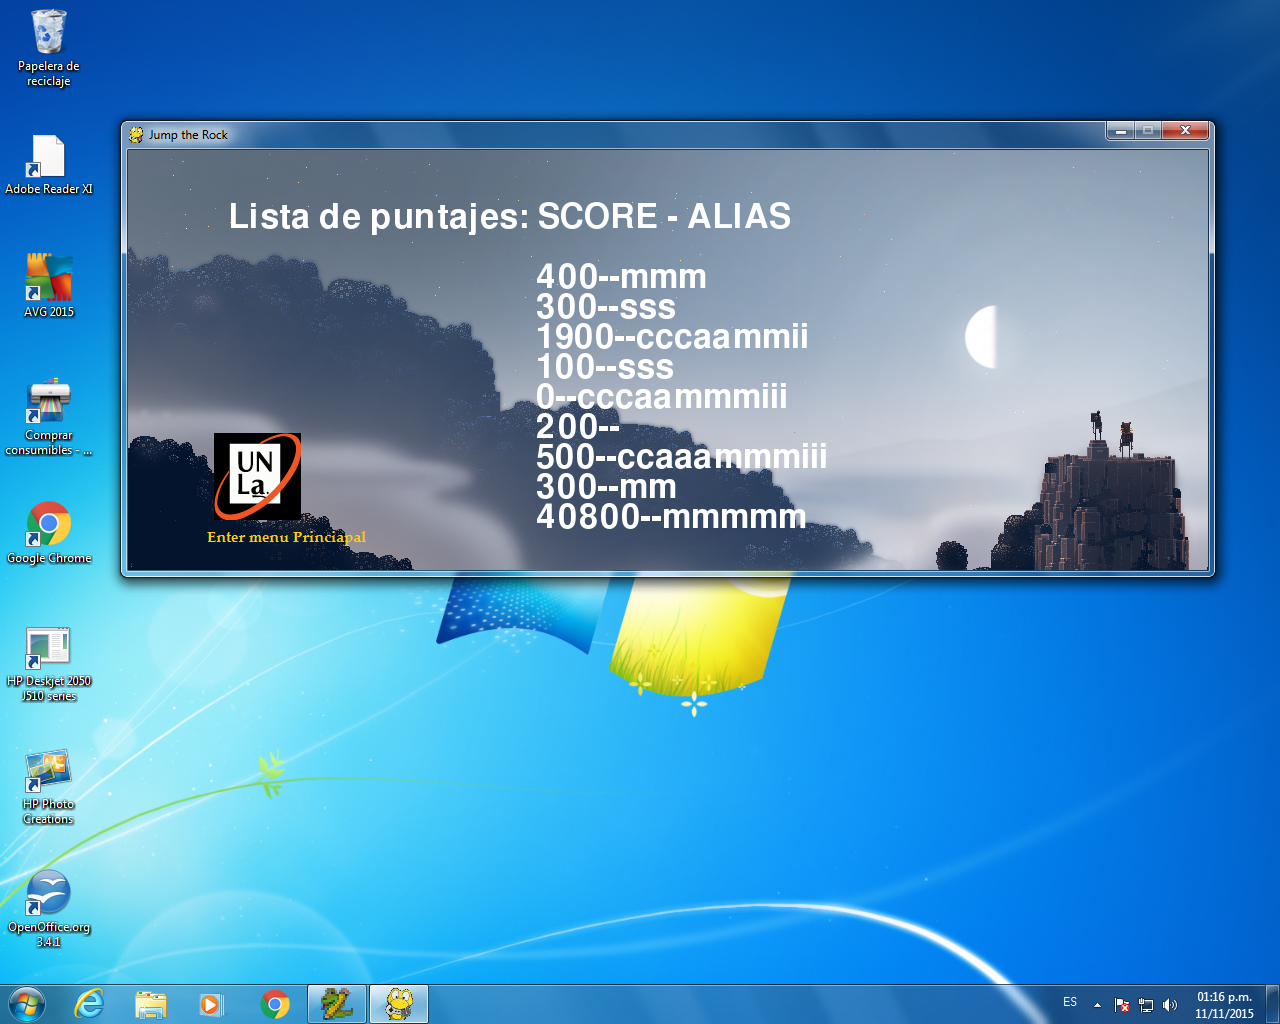 Papelera de
reciclaje
Adobe Reader XI
AVG 2015
Comprar
consumibles - ...
Google Chrome
HP Deskjet 2050
J510 series
HP Photo
Creations
OpenOffice.org
3.4.1
Jump the Rock
Lista de puntajes: SCORE - ALIAS
400--mmm
300--sss
1900--cccaammii
100--sss
0--cccaammmiii
200--
500--ccaaammmiii
300--mm
40800--mmmmm
UN
La.
Enter menu Princiapal
ES
01:16 p.m.
11/11/2015